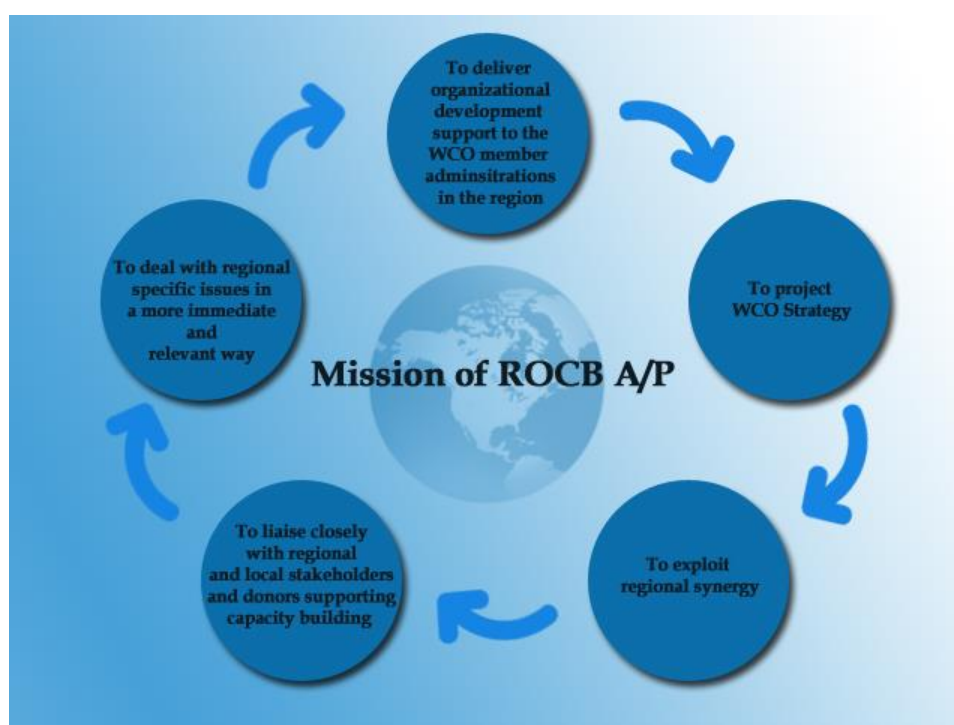 To deliver
organizational
development
support to the
WCO member
adminsitrations
in the region
To project
WCO Strategy
To exploit
regional synergy
To liaise closely
with regional
and local stakeholders
and donors supporting
capacity building
To deal with regional
specific issues in
a more immediate
and
relevant way
Mission of ROCB A/P